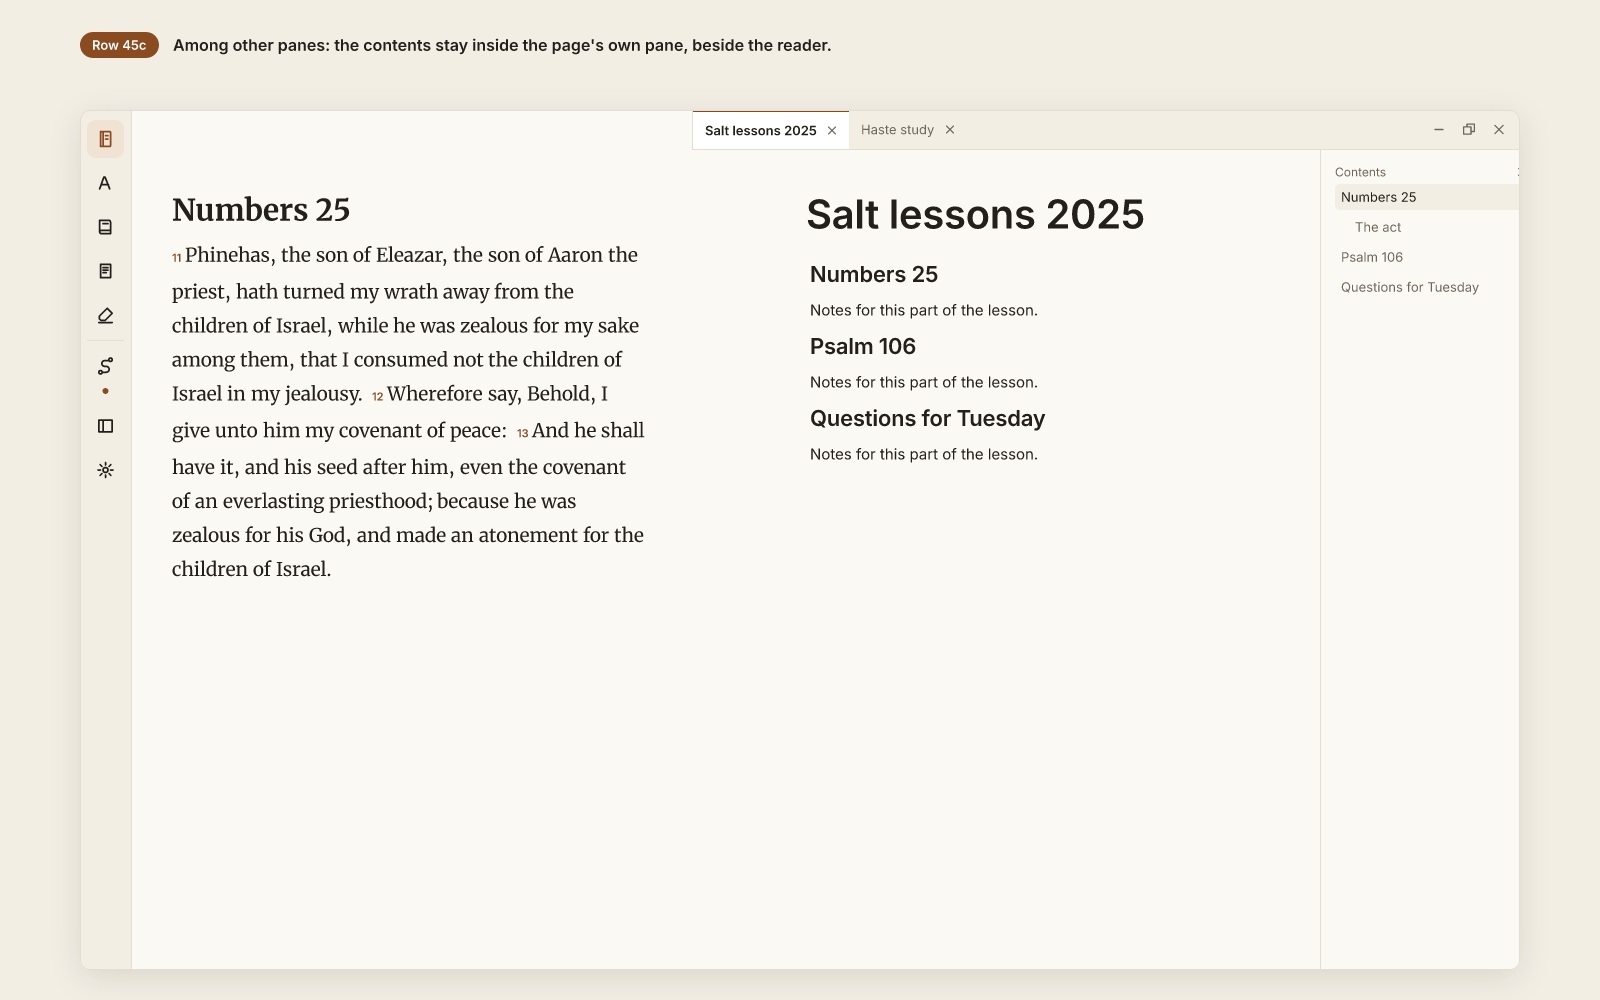 Row 45c
Among other panes: the contents stay inside the page's own pane, beside the reader.
A
Numbers 25
11 Phinehas, the son of Eleazar, the son of Aaron the
priest, hath turned my wrath away from the
children of Israel, while he was zealous for my sake
among them, that I consumed not the children of
Israel in my jealousy. 12 Wherefore say, Behold, I
give unto him my covenant of peace: 13 And he shall
have it, and his seed after him, even the covenant
of an everlasting priesthood; because he was
zealous for his God, and made an atonement for the
children of Israel.
Salt lessons 2025
Haste study
Salt lessons 2025
Numbers 25
Notes for this part of the lesson.
Psalm 106
Notes for this part of the lesson.
Questions for Tuesday
Notes for this part of the lesson.
Contents
Numbers 25
The act
Psalm 106
Questions for Tuesday